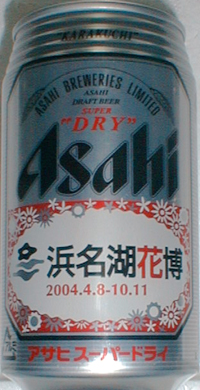 "KARAKUCHI"
ASAHI BREWERIES LIMITED
ASAHI
DRAFT BEER
SUPER
"DRY"
Asahi
浜名湖花博
2004.4.8-10.11
アサヒスーパードライ